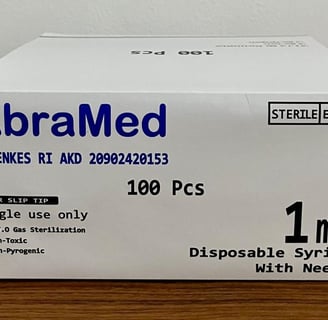 100 Pcs
braMed
STERILE
ENKES RI AKD 20902420153
100 Pcs
R SLIP TIP
gle use only
.O Gas Sterilization
n-Toxic
n-Pyrogenic
1 m
Disposable Syri
With Nee